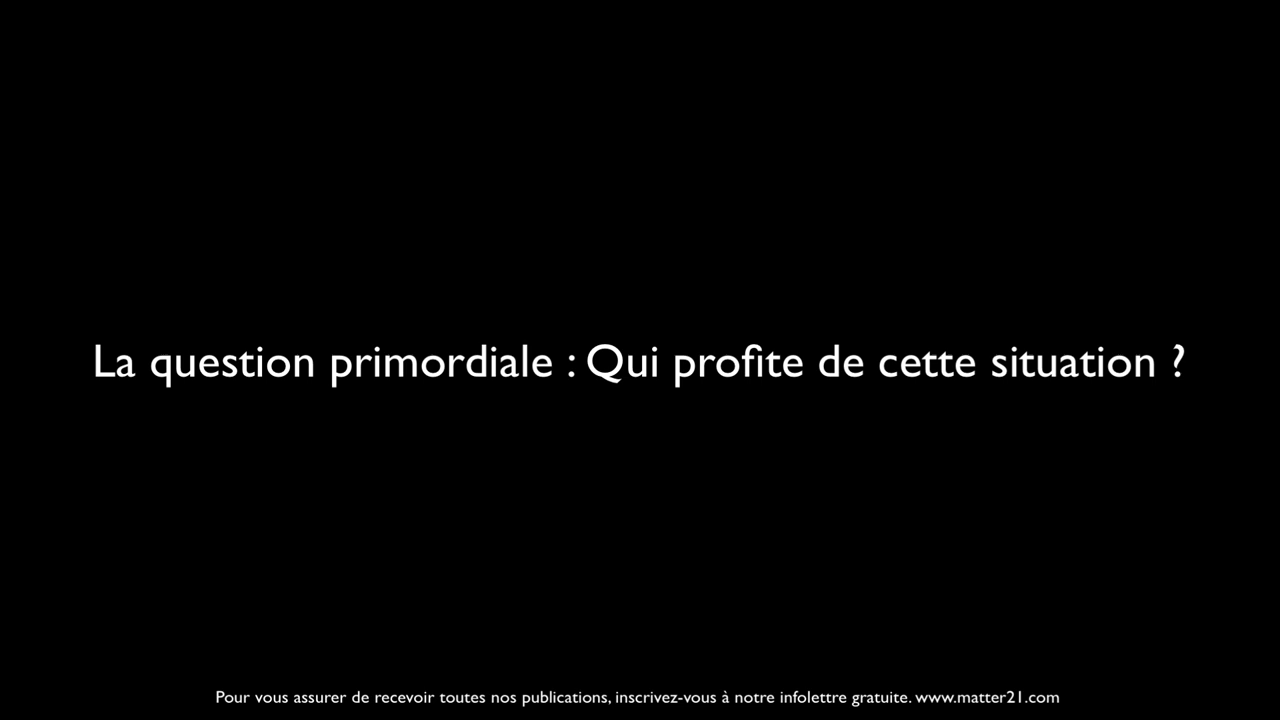 La question primordiale : Qui profite de cette situation ?
Pour vous assurer de recevoir toutes nos publications, inscrivez-vous à notre infolettre gratuite. www.matter21.com